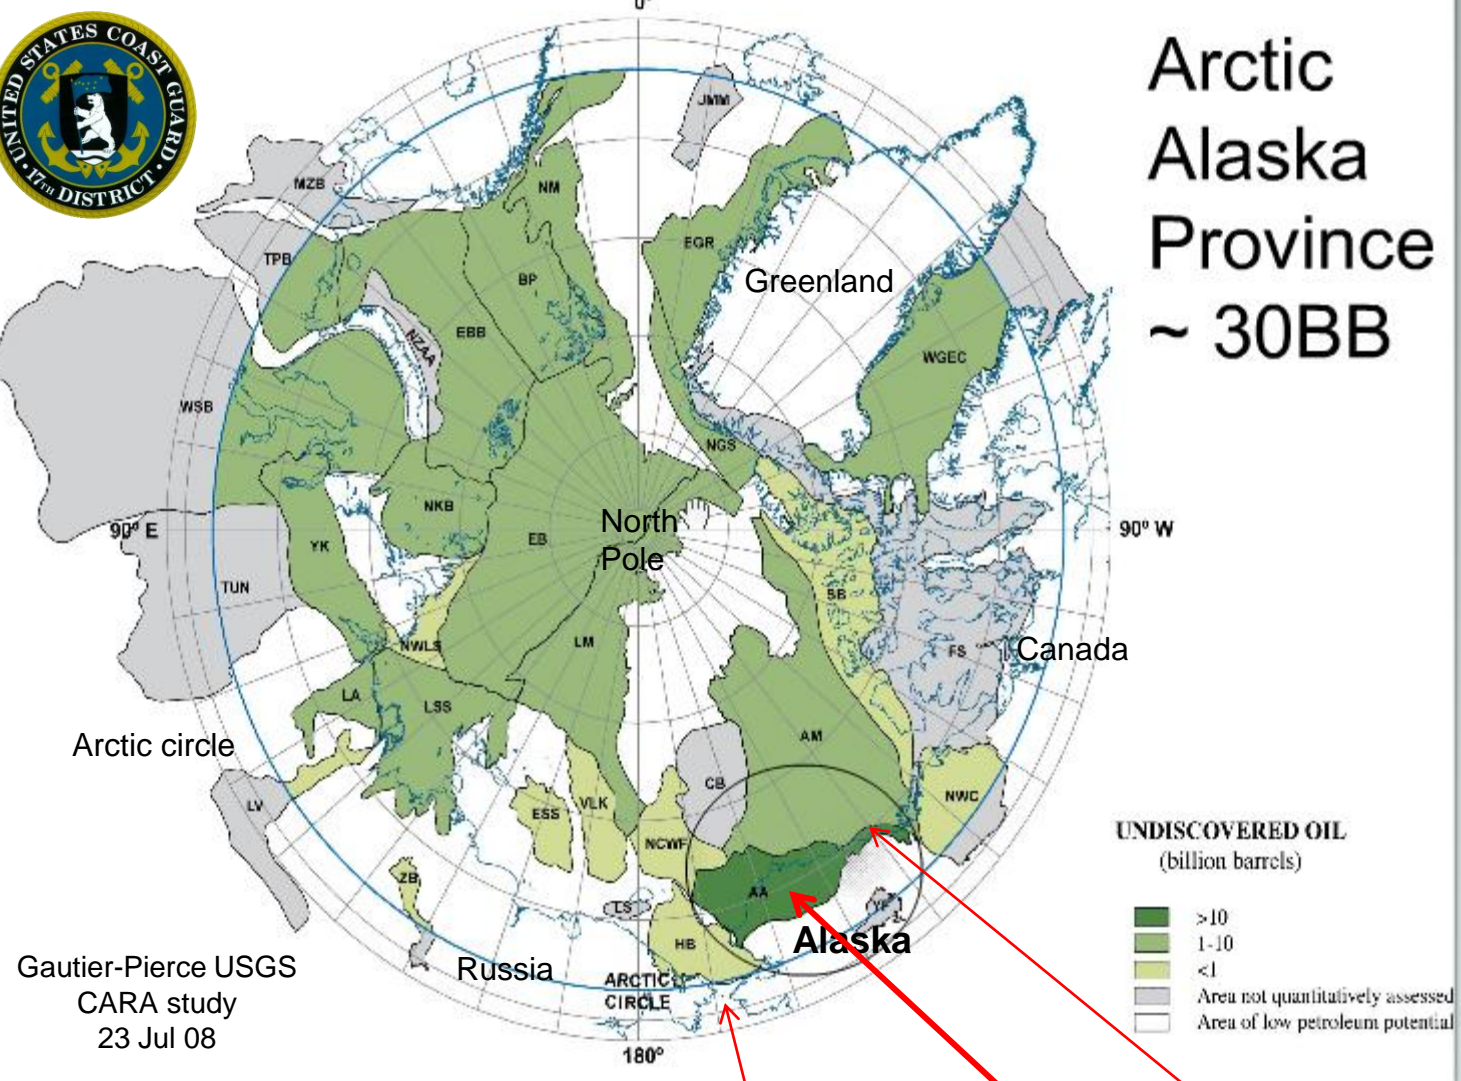 UNITED STATES COAST GUARD
17TH DISTRICT
Arctic
Alaska
Province
~ 30BB
0°
JMM
MZB
NM
TPB
EGR
BP
Greenland
EBB
NZAA
WGEC
WSB
NGS
NKB
North
Pole
90° E
90° W
YK
EB
TUN
SB
NWLS
LM
FS
Canada
LA
LSS
AM
Arctic circle
CB
LV
ESS
VLK
NWC
NCWF
ZB
AA
LS
YF
Alaska
HB
Russia
ARCTIC
CIRCLE
180°
Gautier-Pierce USGS
CARA study
23 Jul 08
UNDISCOVERED OIL
(billion barrels)
>10
1-10
<1
Area not quantitatively assessed
Area of low petroleum potential